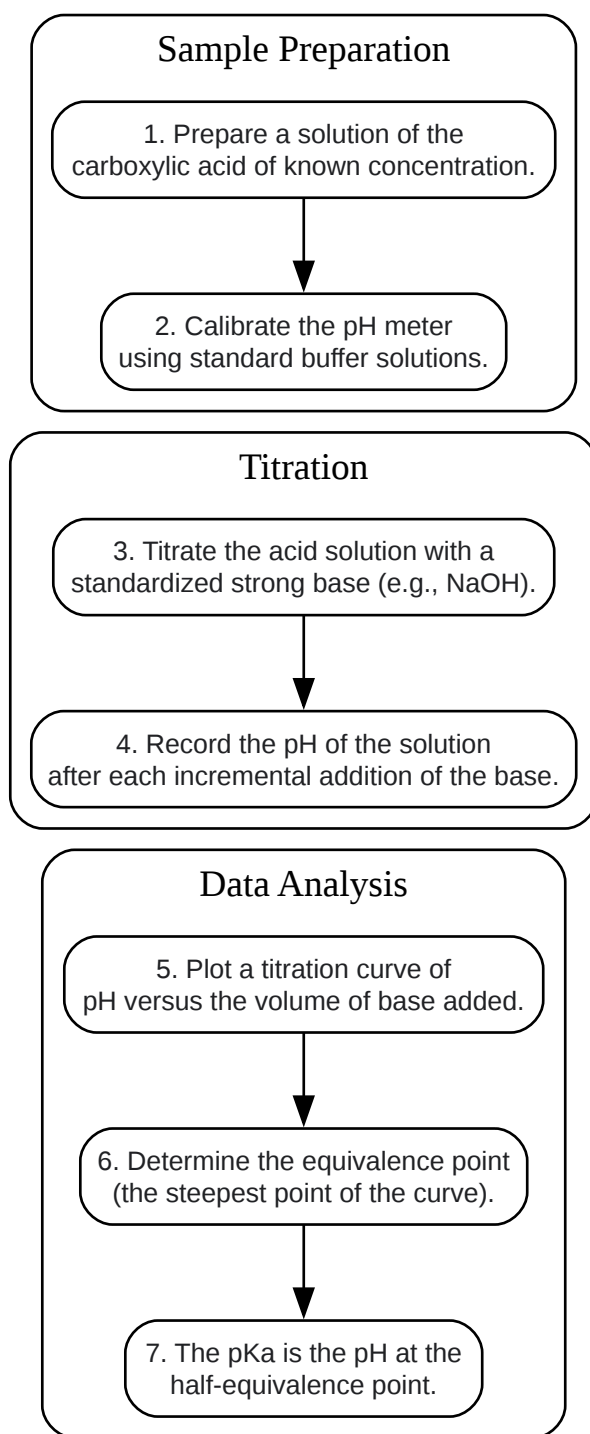 Sample Preparation
1. Prepare a solution of the
carboxylic acid of known concentration.
2. Calibrate the pH meter
using standard buffer solutions.
Titration
3. Titrate the acid solution with a
standardized strong base (e.g., NaOH).
4. Record the pH of the solution
after each incremental addition of the base.
Data Analysis
5. Plot a titration curve of
pH versus the volume of base added.
6. Determine the equivalence point
(the steepest point of the curve).
7. The pKa is the pH at the
half-equivalence point.